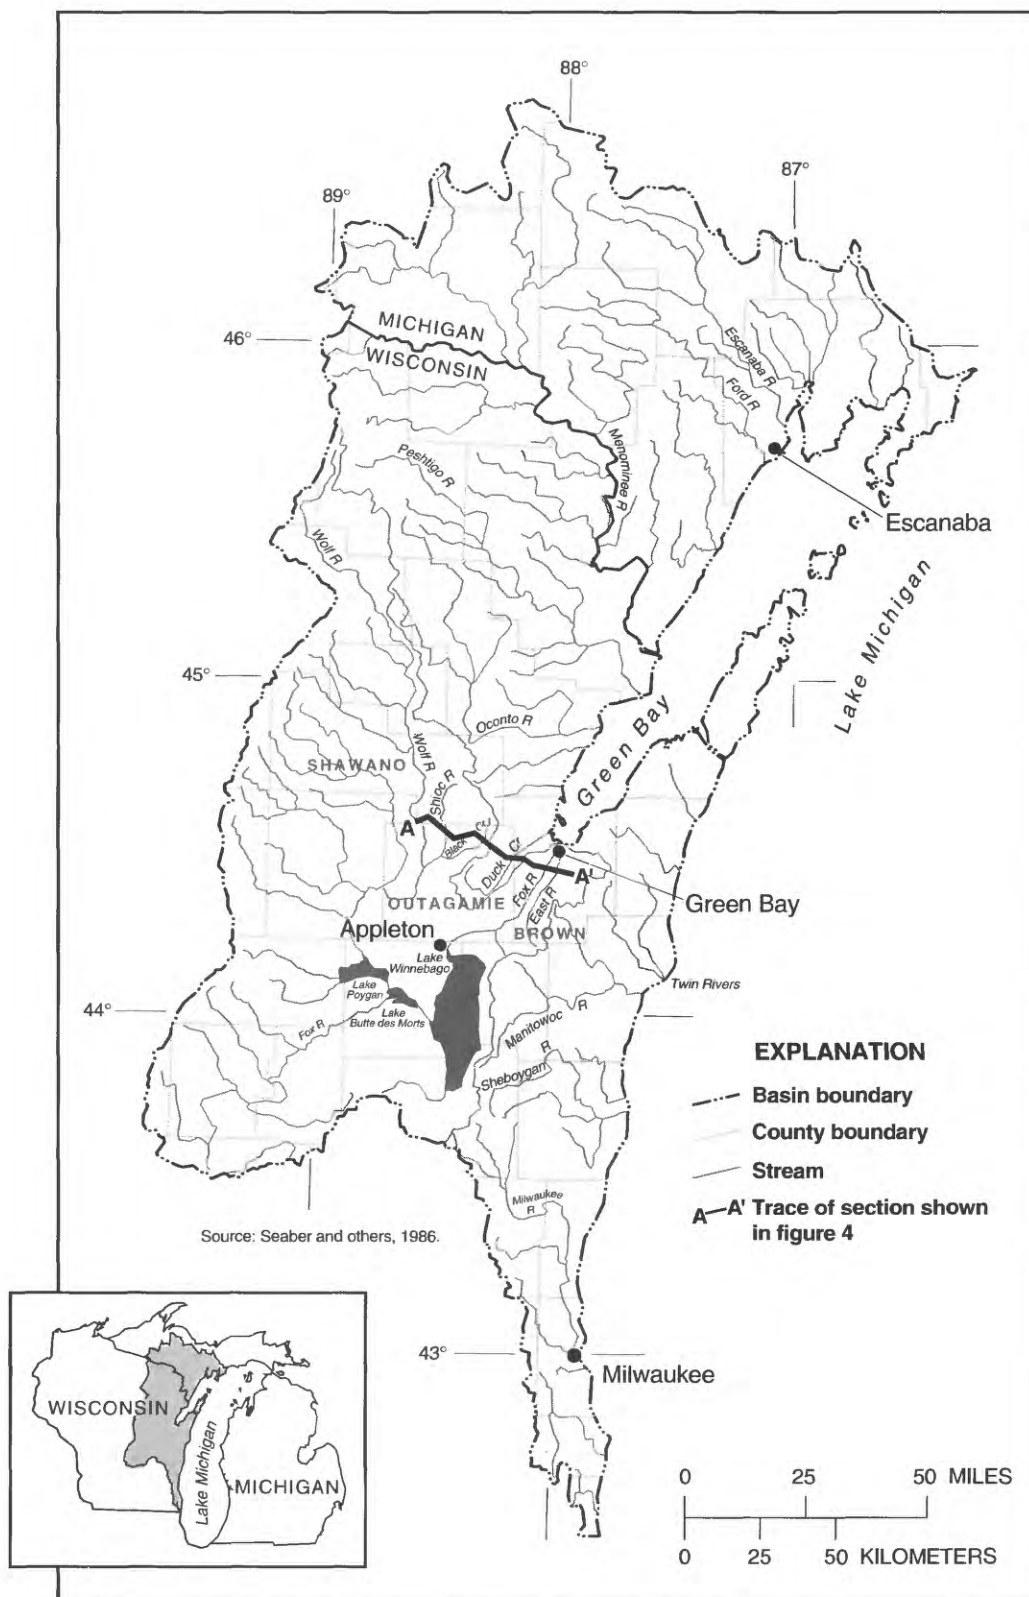 88°
87°
89°
46°
MICHIGAN
WISCONSIN
Escanaba R
Ford R
Menominee R
Peshtigo R
Escanaba
Wolf R
Lake Michigan
45°
Oconto R
Green Bay
SHAWANO
Wolf R
Shioc R
A
Black
Duck Cr
A'
Fox R
East R
Green Bay
OUTAGAMIE
BROWN
Appleton
Lake
Winnebago
Lake
Poygan
Twin Rivers
44°
Lake
Butte des Morts
Fox R
Manitowoc R
Sheboygan R
EXPLANATION
Basin boundary
County boundary
Stream
A A' Trace of section shown
in figure 4
Milwaukee
R
Source: Seaber and others, 1986.
43°
Milwaukee
WISCONSIN
Lake Michigan
MICHIGAN
0 25 50 MILES
0 25 50 KILOMETERS